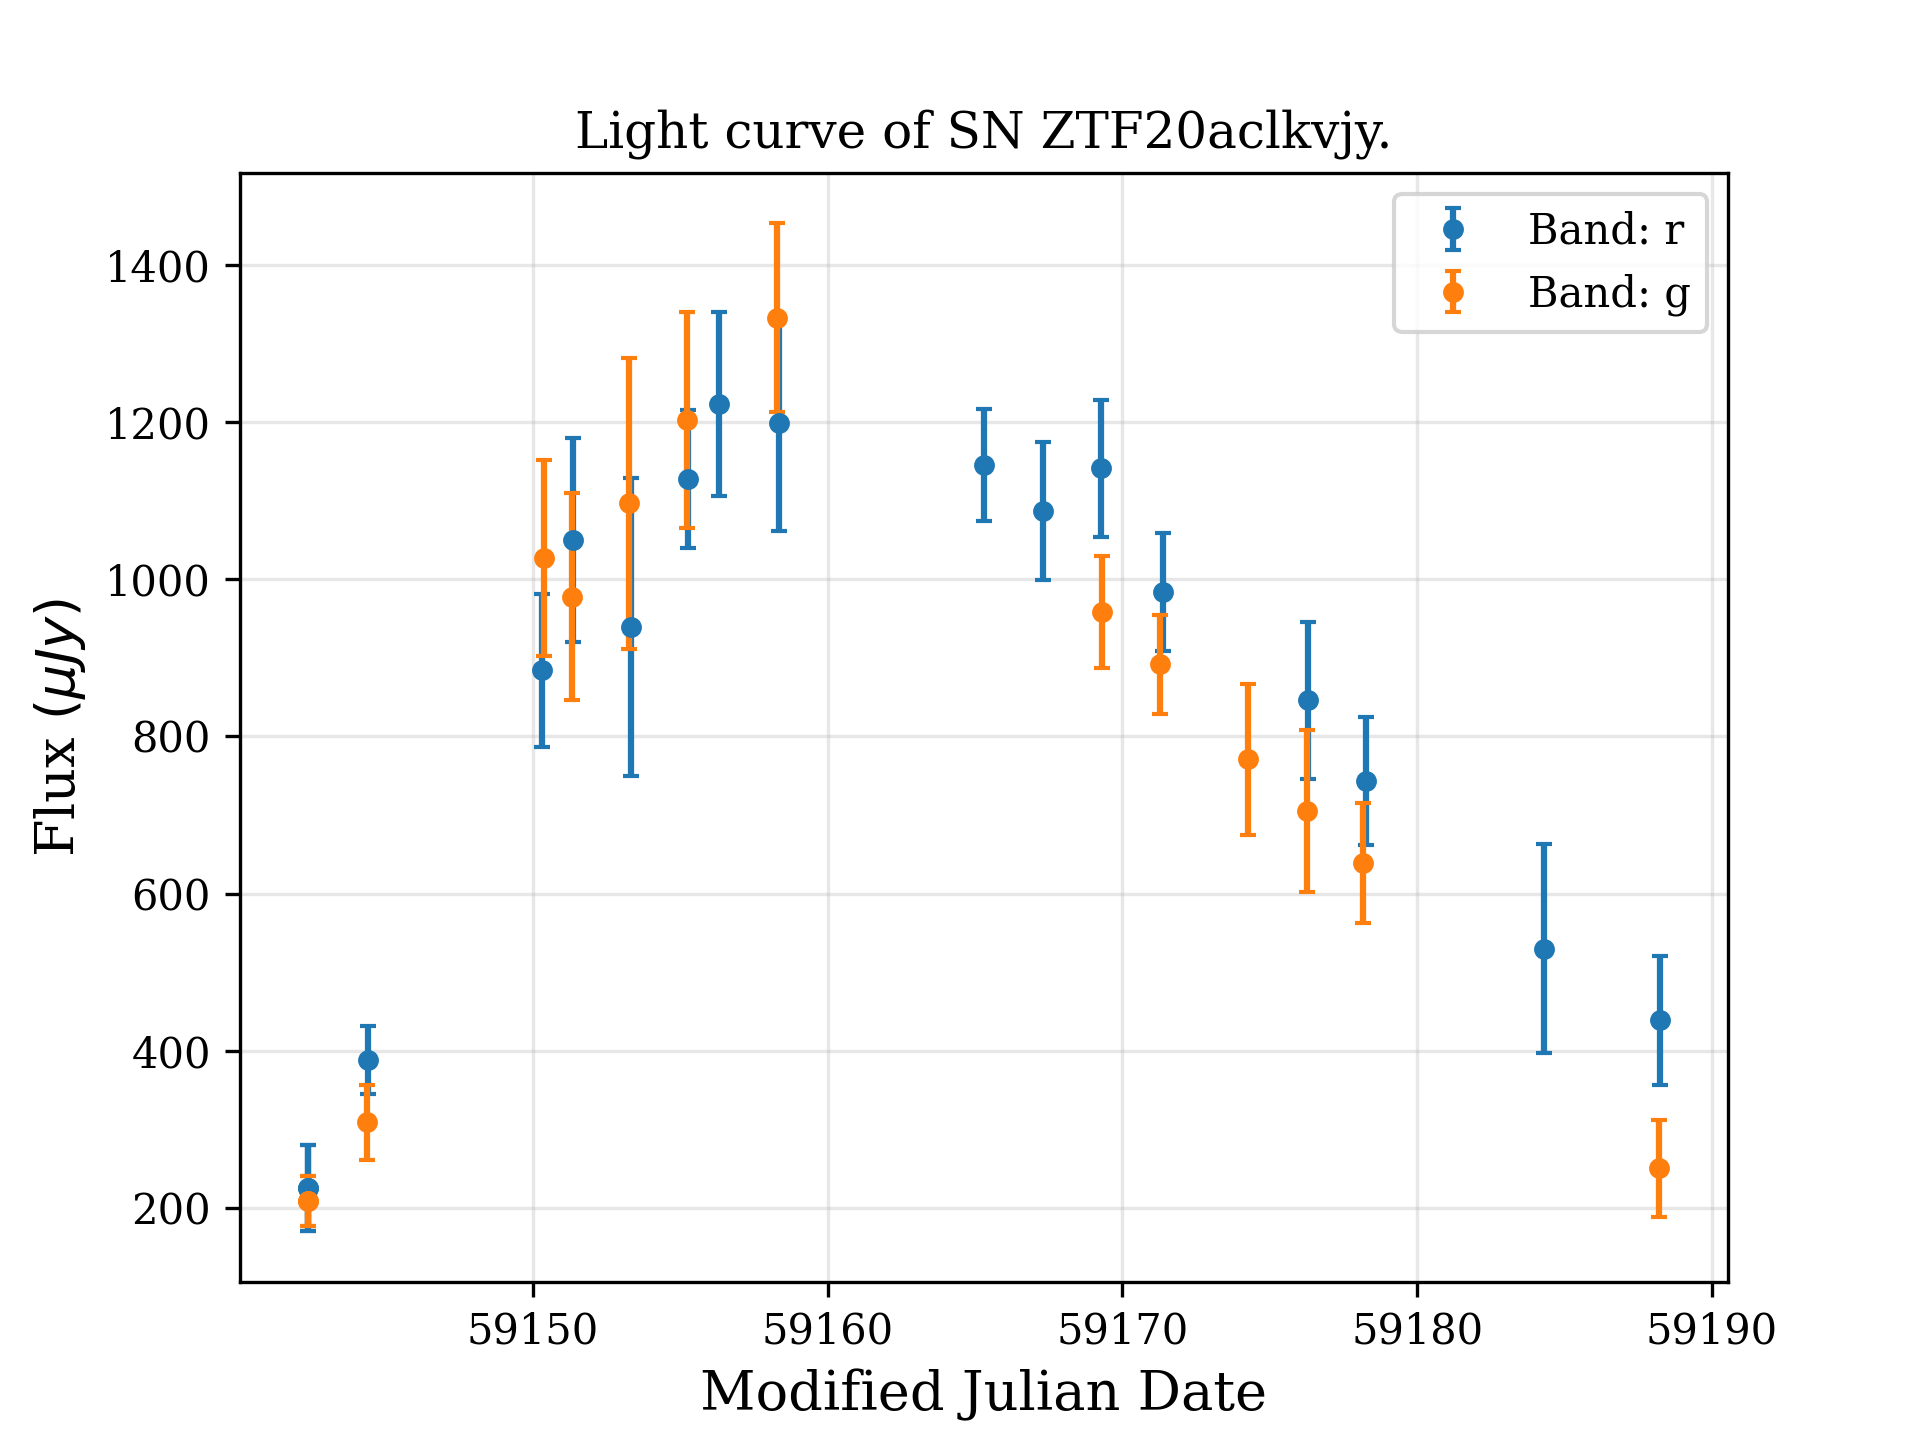 Light curve of SN ZTF20aclkvjy.
Band: r
Band: g
1400
1200
1000
800
600
400
200
Flux (μJy)
59150 59160 59170 59180 59190
Modified Julian Date